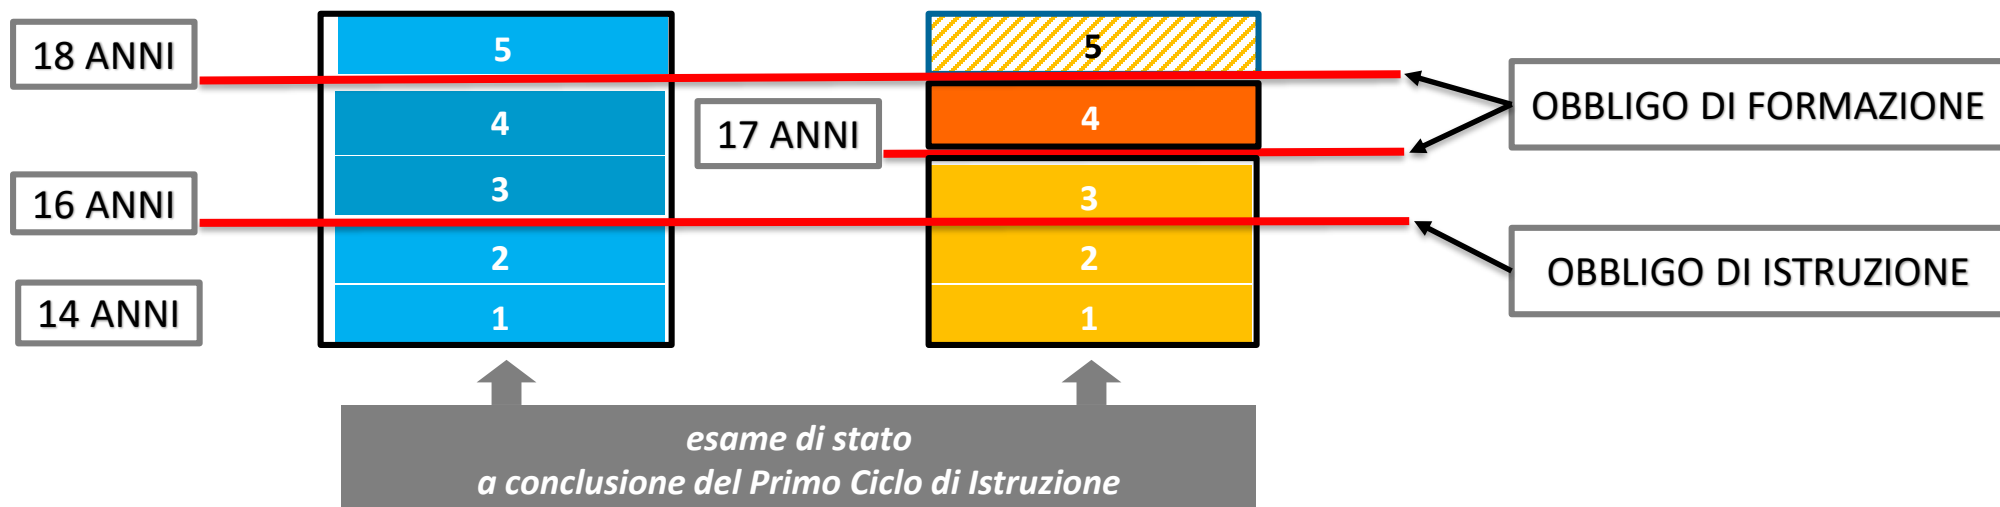 18 ANNI
5
5
OBBLIGO DI FORMAZIONE
4
17 ANNI
4
16 ANNI
3
3
2
2
OBBLIGO DI ISTRUZIONE
14 ANNI
1
1
esame di stato
a conclusione del Primo Ciclo di Istruzione